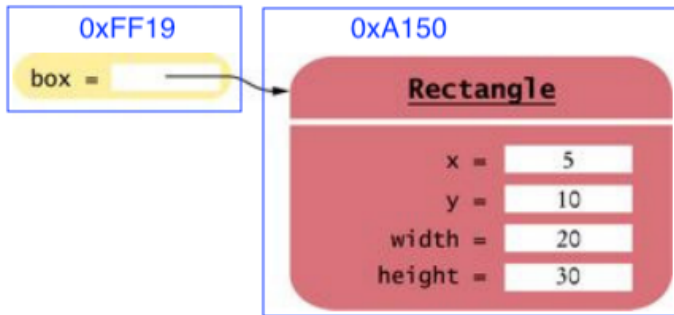 0xFF19
box =
0xA150
Rectangle
x = 5
y = 10
width = 20
height = 30